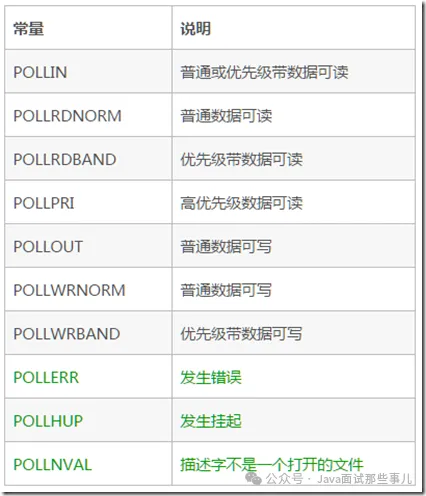 常量 说明
POLLIN 普通或优先级带数据可读
POLLRDNORM 普通数据可读
POLLRDBAND 优先级带数据可读
POLLPRI 高优先级数据可读
POLLOUT 普通数据可写
POLLWRNORM 普通数据可写
POLLWRBAND 优先级带数据可写
POLLERR 发生错误
POLLHUP 发生挂起
POLLNVAL 描述字不是一个打开的文件
公众号 · Java面试那些事儿